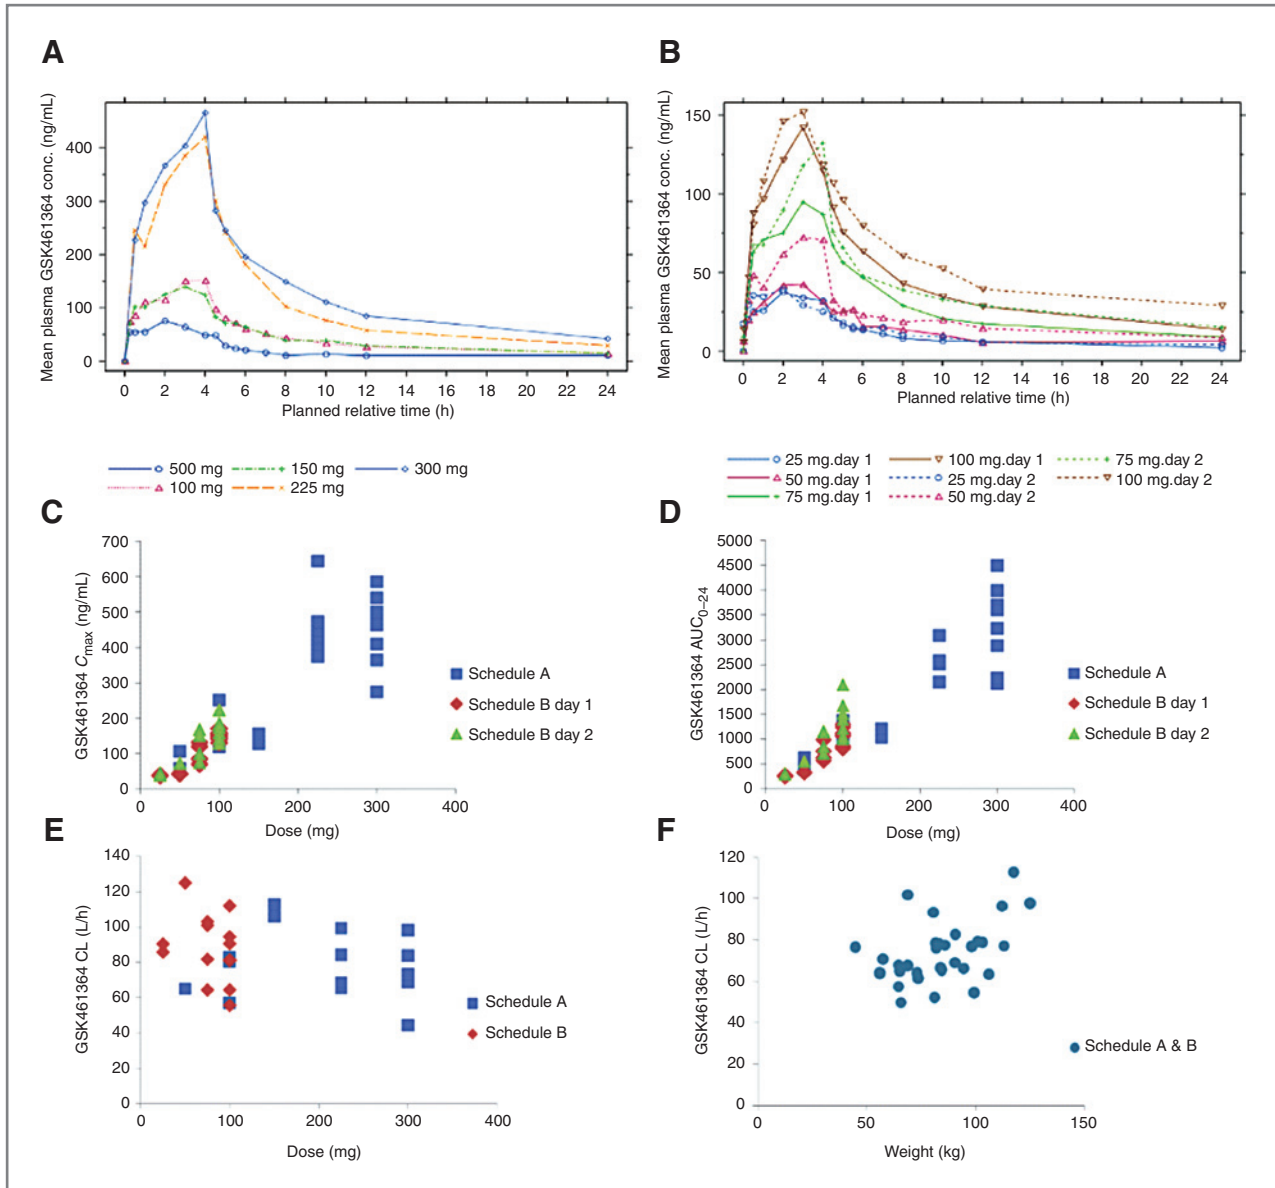 A
B
Mean plasma GSK461364 conc. (ng/mL)
400
300
200
100
0
0 2 4 6 8 10 12 14 16 18 20 22 24
Planned relative time (h)
Mean plasma GSK461364 conc. (ng/mL)
150
100
50
0
0 2 4 6 8 10 12 14 16 18 20 22 24
Planned relative time (h)
500 mg 150 mg 300 mg
100 mg 225 mg
25 mg.day 1 100 mg.day 1 75 mg.day 2
50 mg.day 1 25 mg.day 2 100 mg.day 2
75 mg.day 1 50 mg.day 2
C
D
GSK461364 Cmax (ng/mL)
700
600
500
400
300
200
100
0
0 100 200 300 400
Dose (mg)
Schedule A
Schedule B day 1
Schedule B day 2
GSK461364 AUC0–24
5000
4500
4000
3500
3000
2500
2000
1500
1000
500
0
0 100 200 300 400
Dose (mg)
Schedule A
Schedule B day 1
Schedule B day 2
E
F
GSK461364 CL (L/h)
140
120
100
80
60
40
20
0
0 100 200 300 400
Dose (mg)
Schedule A
Schedule B
GSK461364 CL (L/h)
120
100
80
60
40
20
0
0 50 100 150
Weight (kg)
Schedule A & B